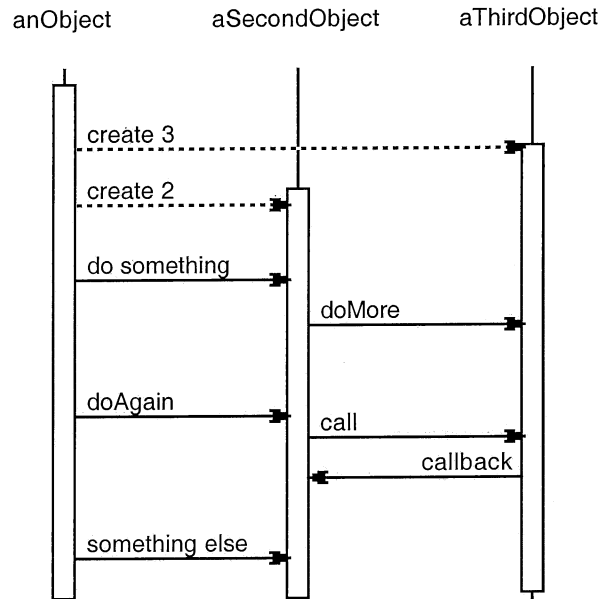 anObject aSecondObject aThirdObject
create 3
create 2
do something
doMore
doAgain
call
callback
something else